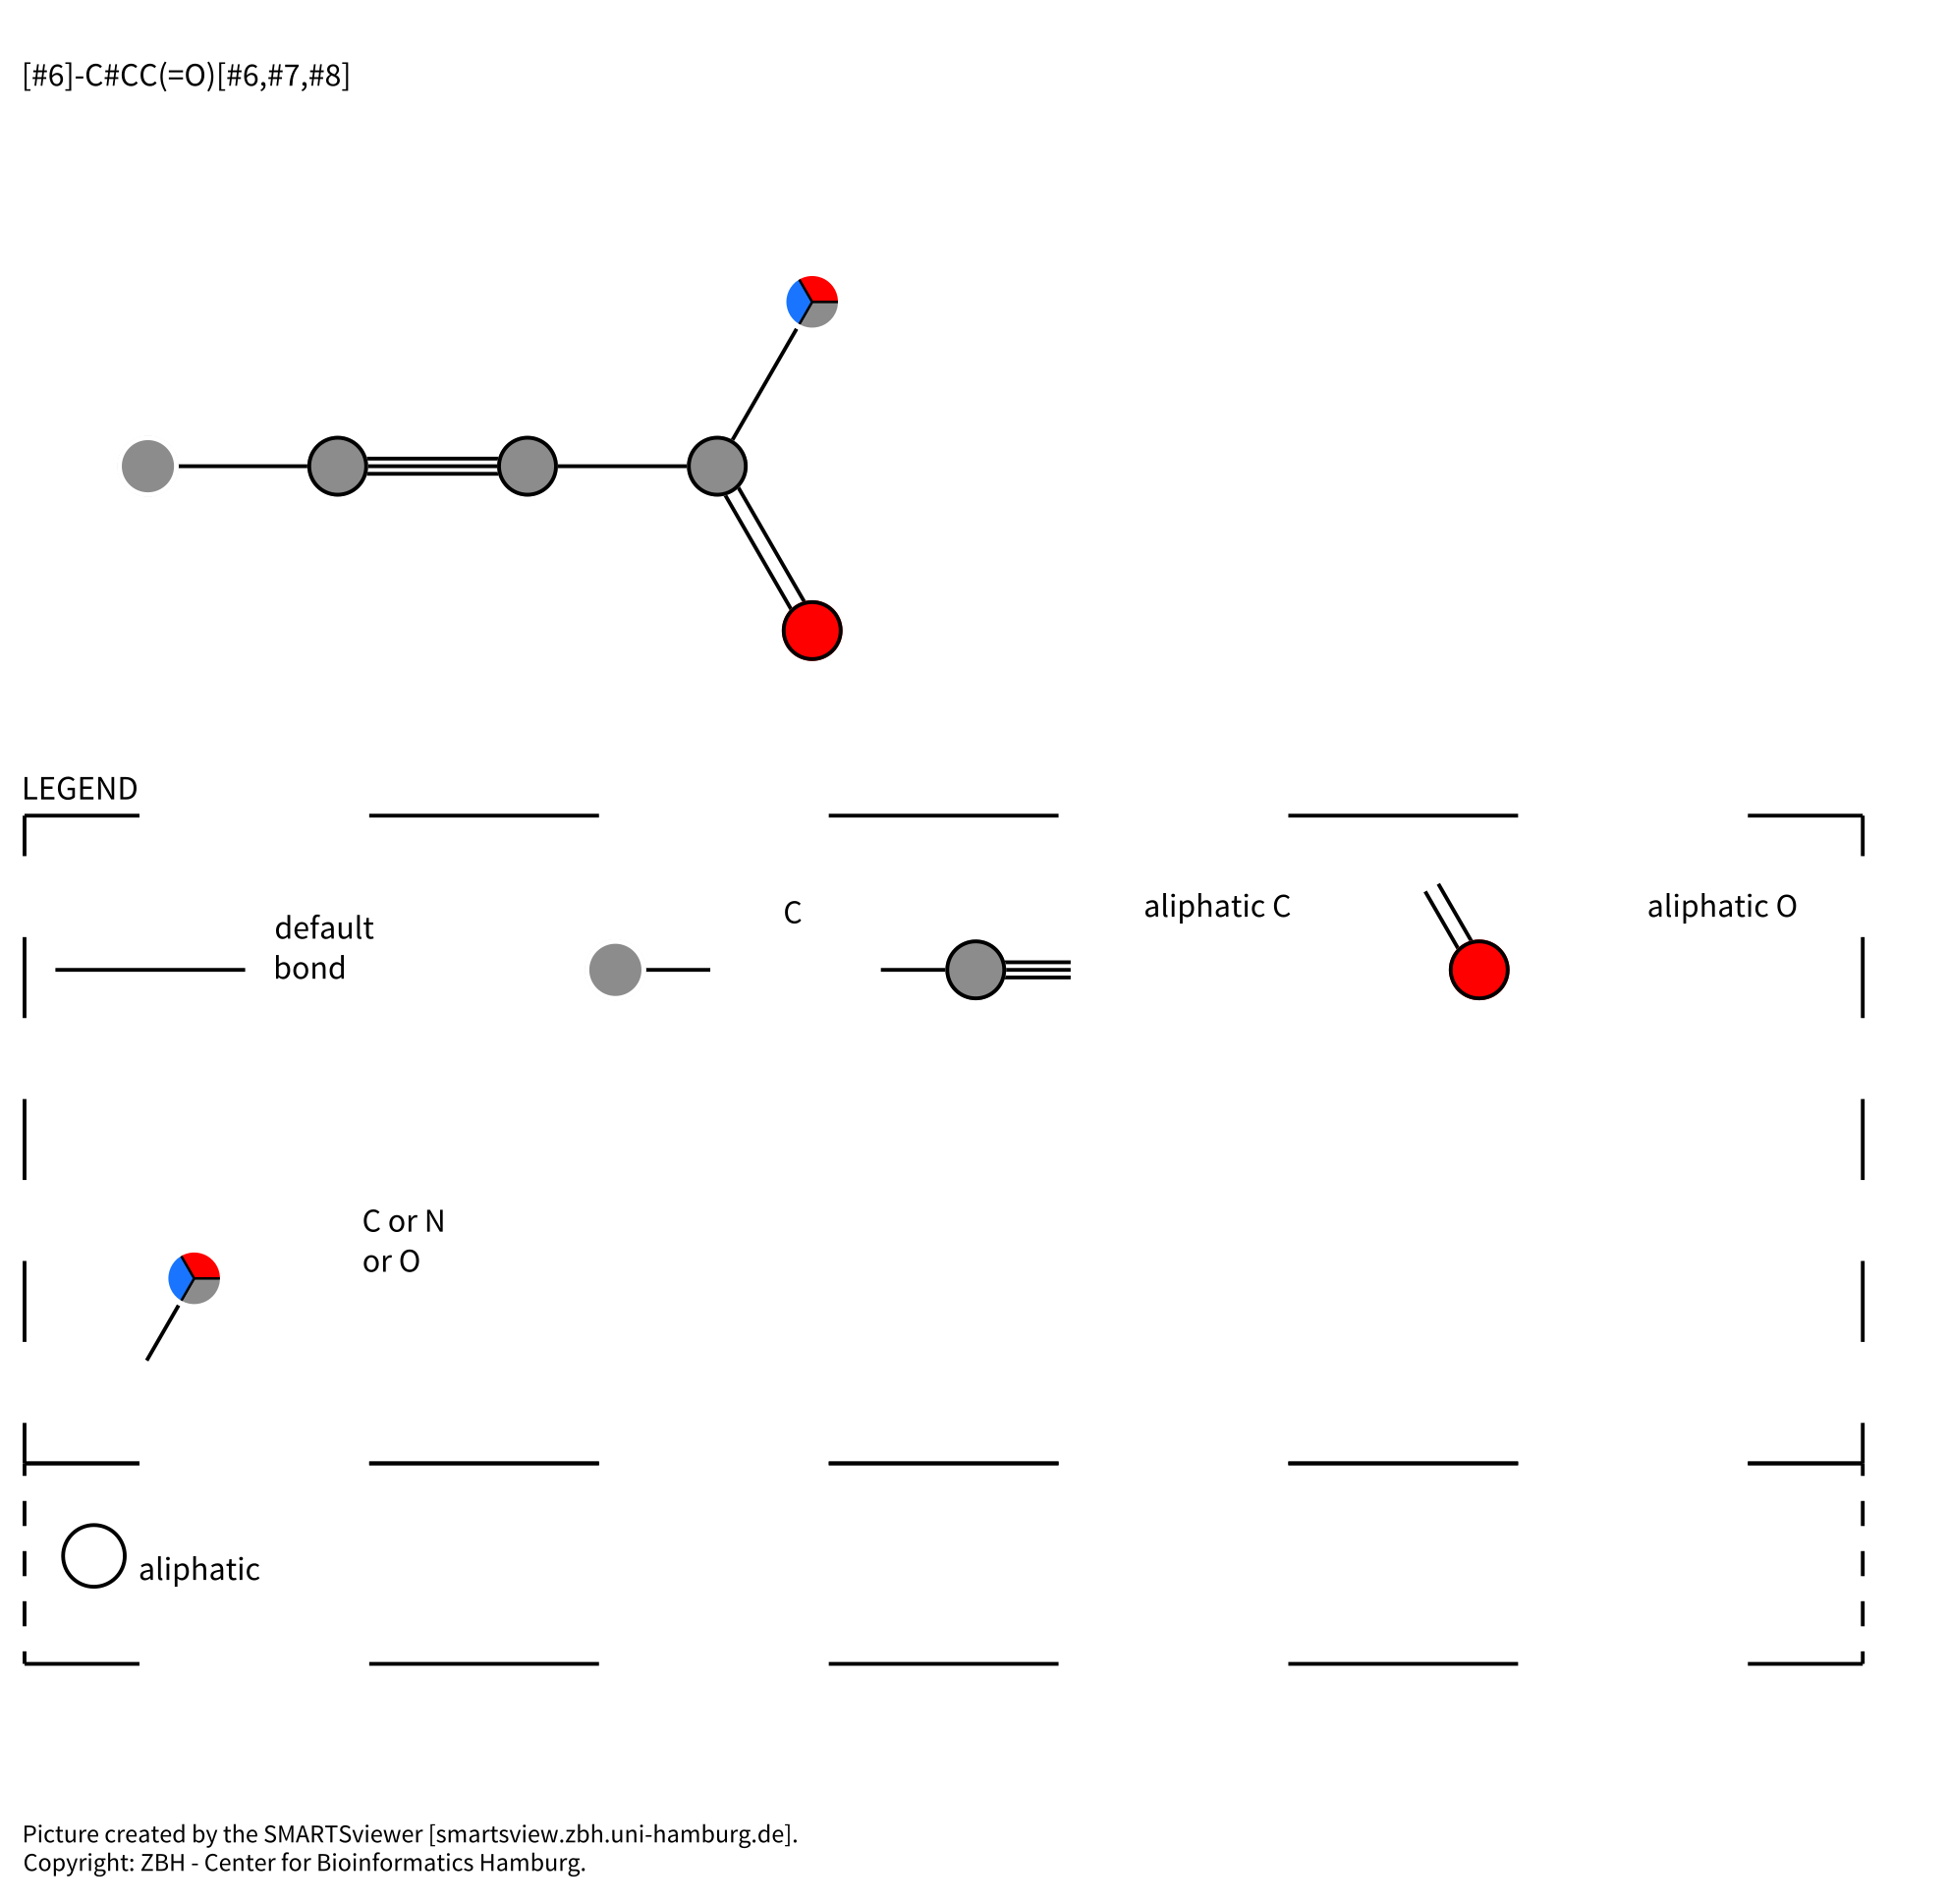 [#6]-C#CC(=O)[#6,#7,#8]
LEGEND
default
bond
C
aliphatic C
aliphatic O
C or N
or O
aliphatic
Picture created by the SMARTSviewer [smartsview.zbh.uni-hamburg.de].
Copyright: ZBH - Center for Bioinformatics Hamburg.